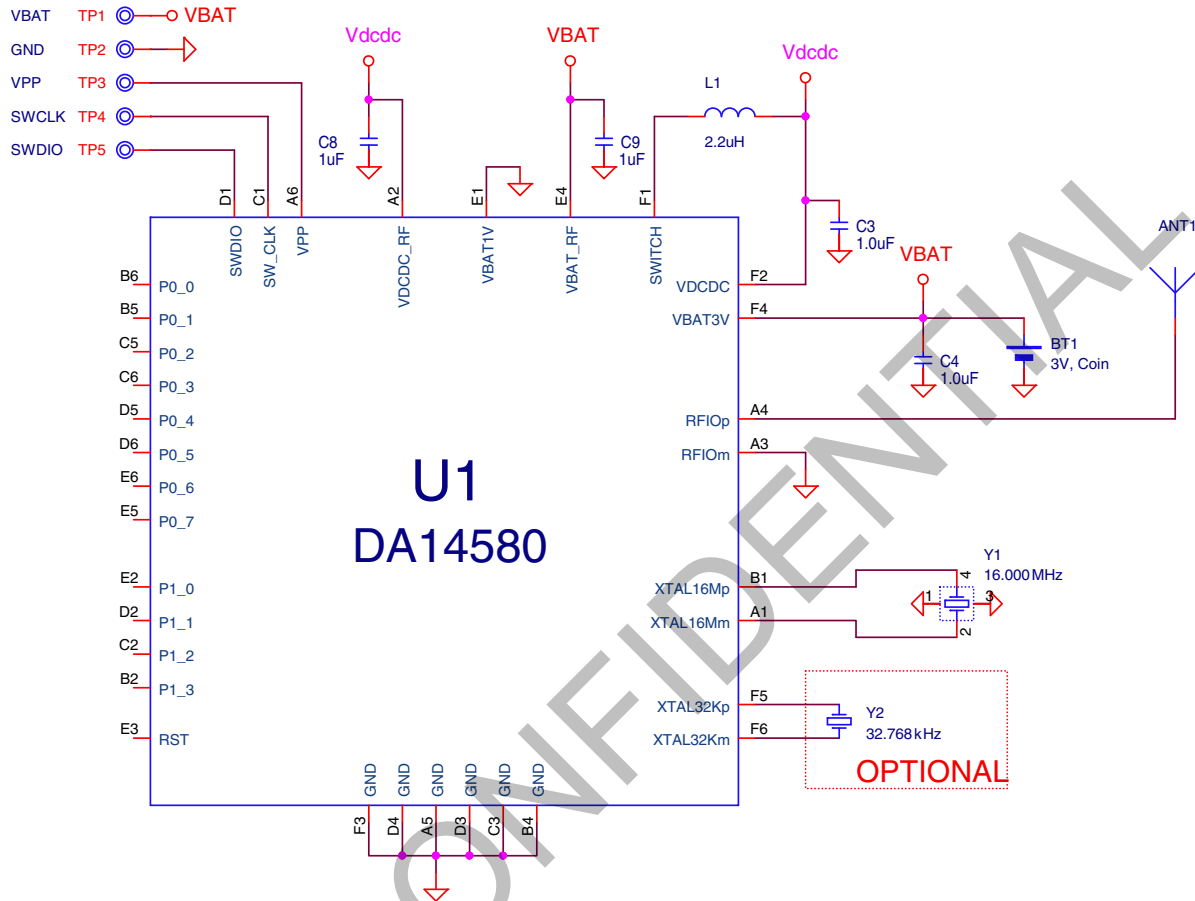 VBAT TP1 VBAT
GND TP2
VPP TP3
SWCLK TP4
SWDIO TP5
Vdcdc
VBAT
Vdcdc
C8
1uF
C9
1uF
L1
2.2uH
C3
1.0uF
VBAT
ANT1
C4
1.0uF
BT1
3V, Coin
D1 C1 A6 A2 E1 E4 F1
SWDIO SW_CLK VPP VDCDC_RF VBAT1V VBAT_RF SWITCH
B6 P0_0
B5 P0_1
C5 P0_2
C6 P0_3
D5 P0_4
D6 P0_5
E6 P0_6
E5 P0_7
E2 P1_0
D2 P1_1
C2 P1_2
B2 P1_3
E3 RST
U1
DA14580
VDCDC F2
VBAT3V F4
RFIOp A4
RFIOm A3
XTAL16Mp B1
XTAL16Mm A1
XTAL32Kp F5
XTAL32Km F6
Y1
16.000MHz
4
1 3
2
Y2
32.768kHz
OPTIONAL
GND GND GND GND GND GND
F3 D4 A5 D3 C3 B4
ONFIDENTIAL